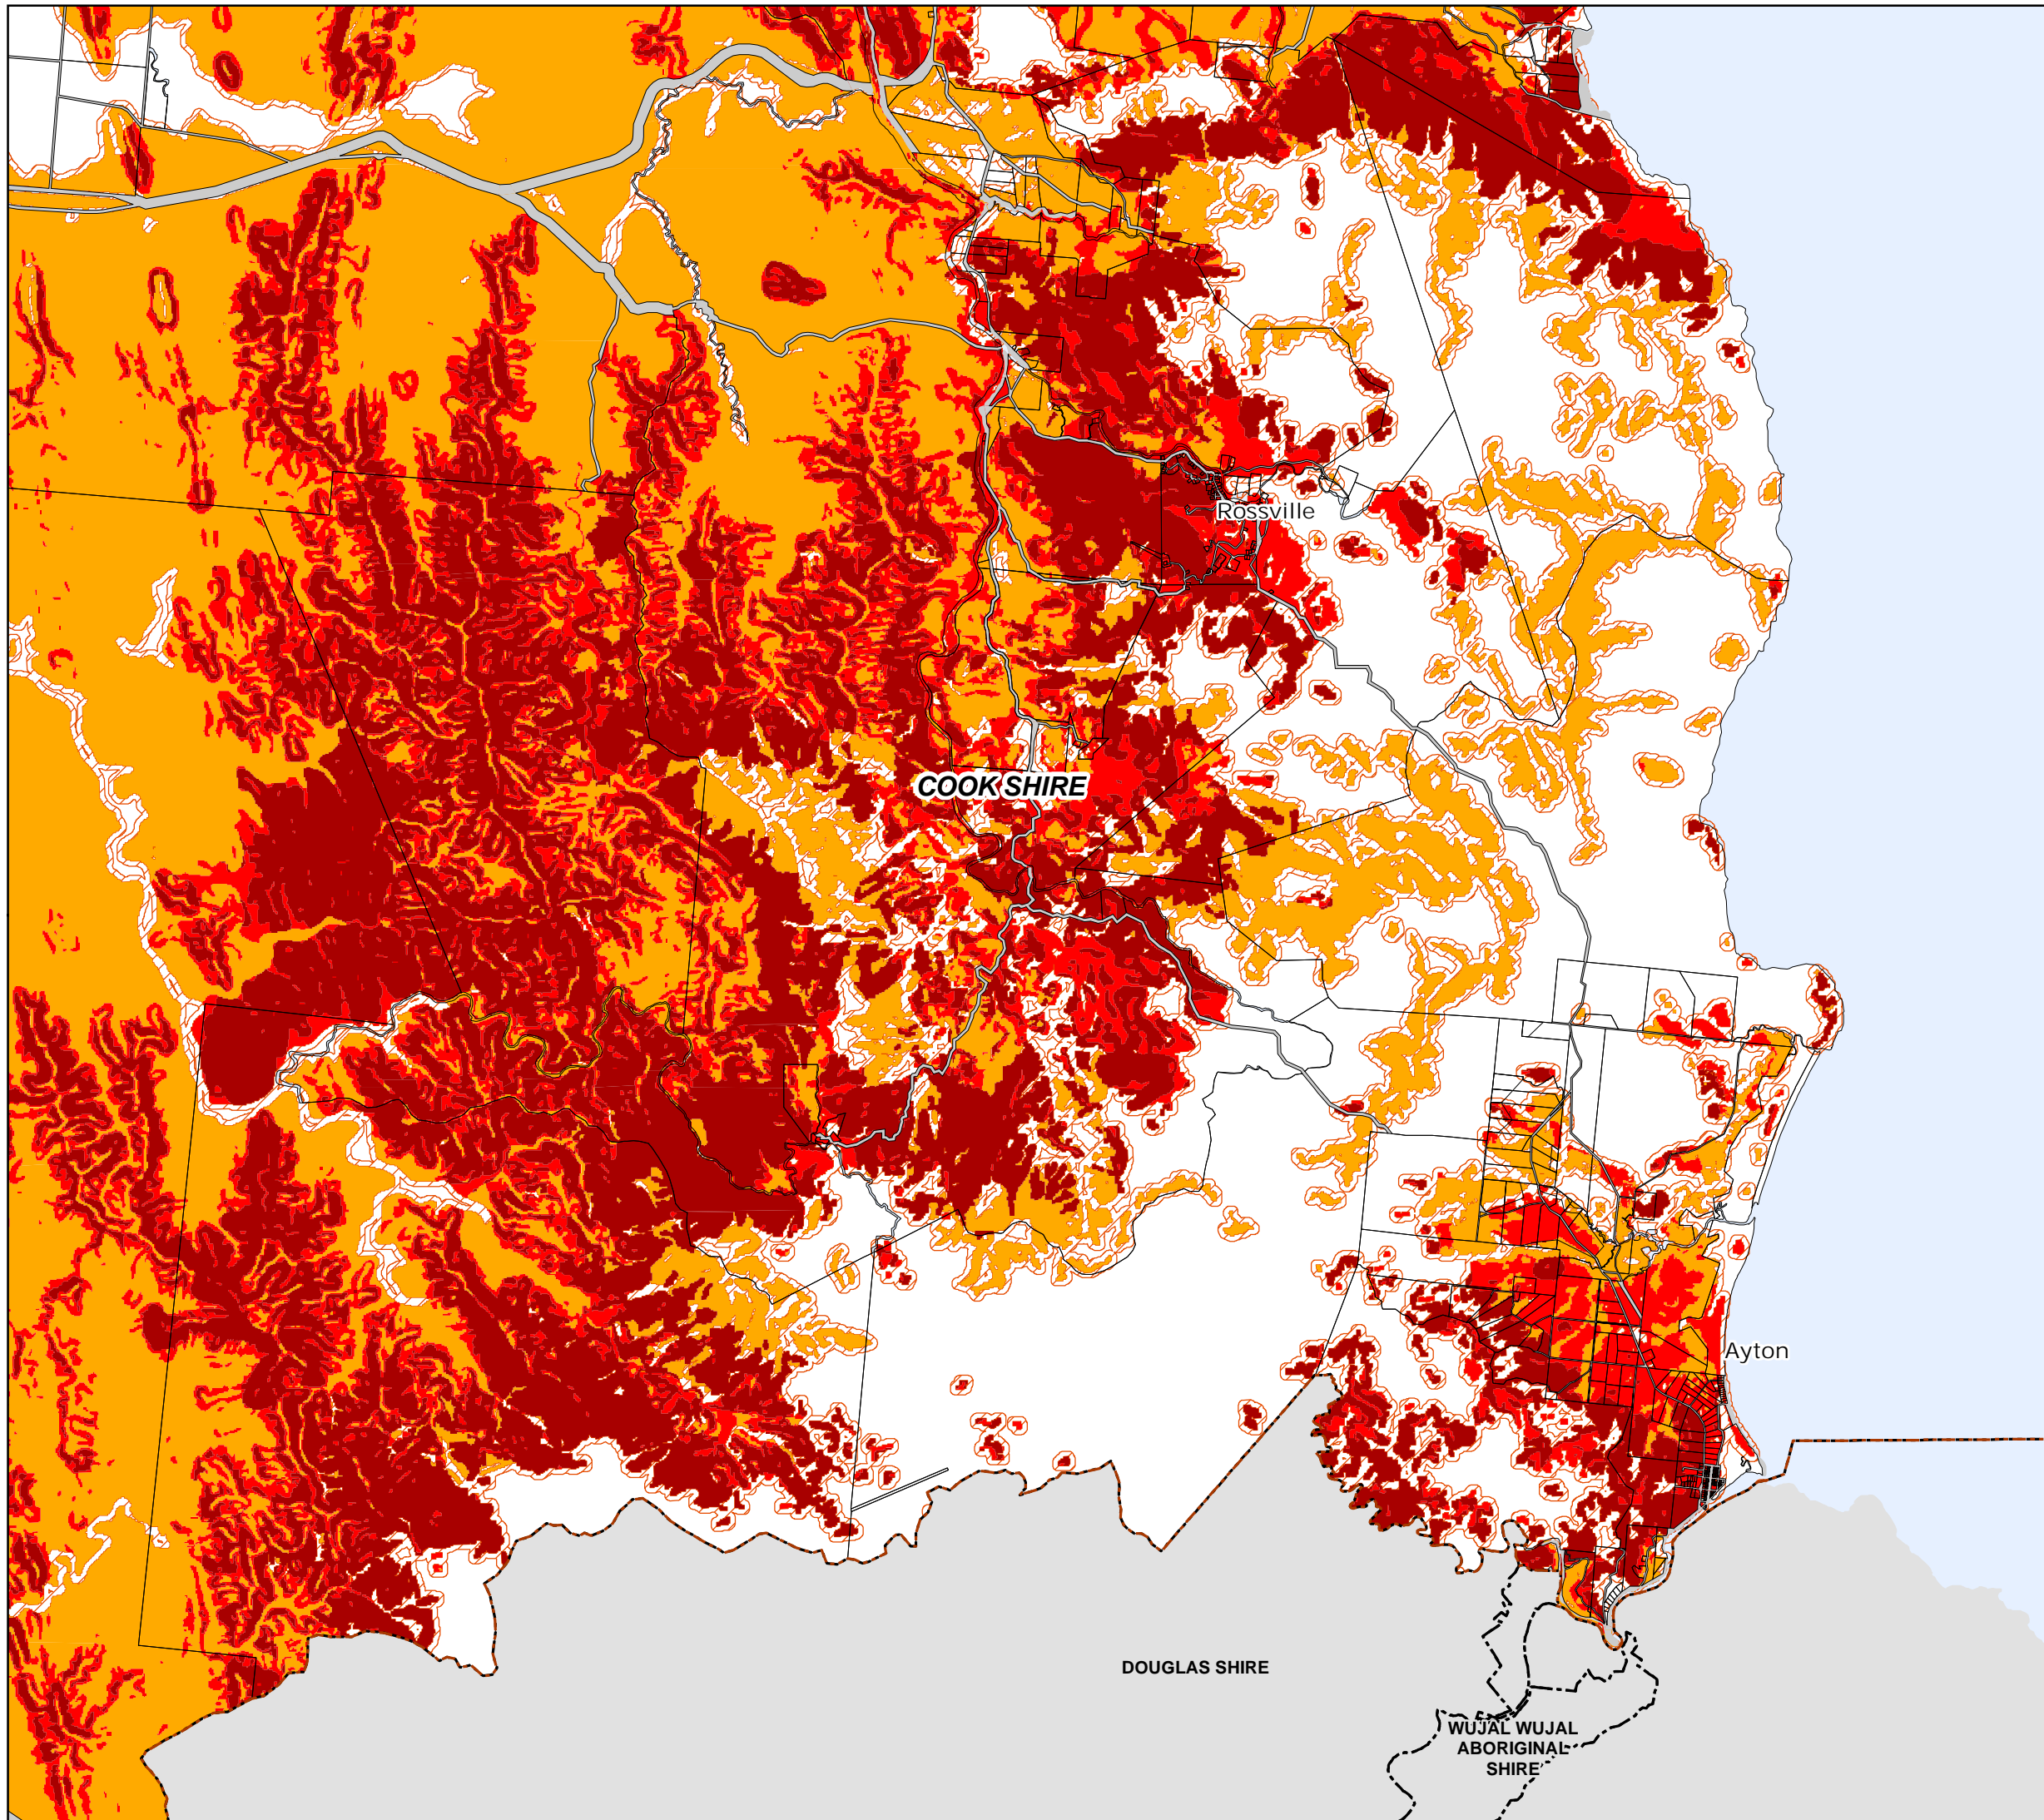 Rossville
COOK SHIRE
Ayton
DOUGLAS SHIRE
WUJAL WUJAL
ABORIGINAL
SHIRE